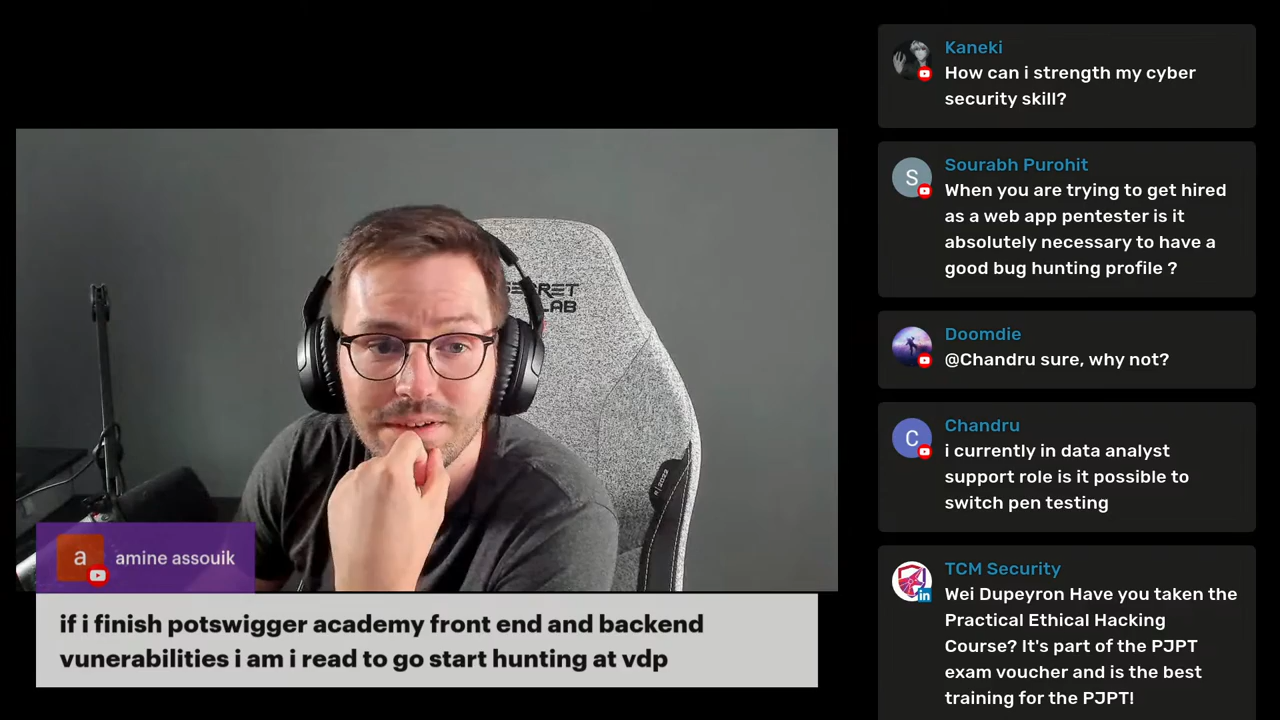 SECRET
LAB
a
amine assouik
if i finish potswigger academy front end and backend
vunerabilities i am i read to go start hunting at vdp
Kaneki
How can i strength my cyber
security skill?
S
Sourabh Purohit
When you are trying to get hired
as a web app pentester is it
absolutely necessary to have a
good bug hunting profile ?
Doomdie
@Chandru sure, why not?
C
Chandru
i currently in data analyst
support role is it possible to
switch pen testing
in
TCM Security
Wei Dupeyron Have you taken the
Practical Ethical Hacking
Course? It's part of the PJPT
exam voucher and is the best
training for the PJPT!